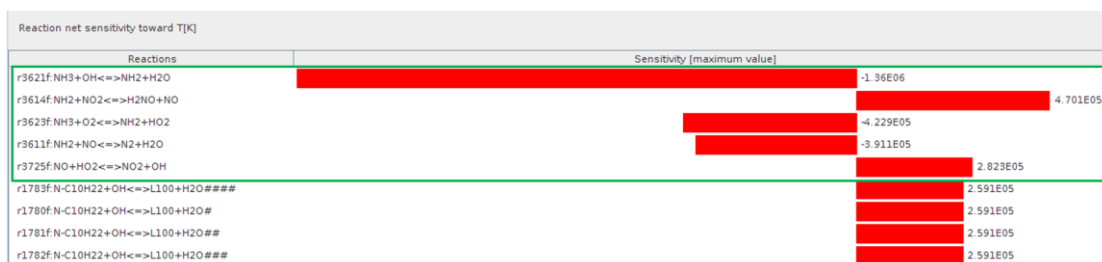 Reaction net sensitivity toward T[K]
Reactions Sensitivity [maximum value]
r3621f:NH3+OH<=>NH2+H2O -1.36E06
r3614f:NH2+NO2<=>H2NO+NO 4.701E05
r3623f:NH3+O2<=>NH2+HO2 -4.229E05
r3611f:NH2+NO<=>N2+H2O -3.911E05
r3725f:NO+HO2<=>NO2+OH 2.823E05
r1783f:N-C10H22+OH<=>L100+H2O#### 2.591E05
r1780f:N-C10H22+OH<=>L100+H2O# 2.591E05
r1781f:N-C10H22+OH<=>L100+H2O## 2.591E05
r1782f:N-C10H22+OH<=>L100+H2O### 2.591E05